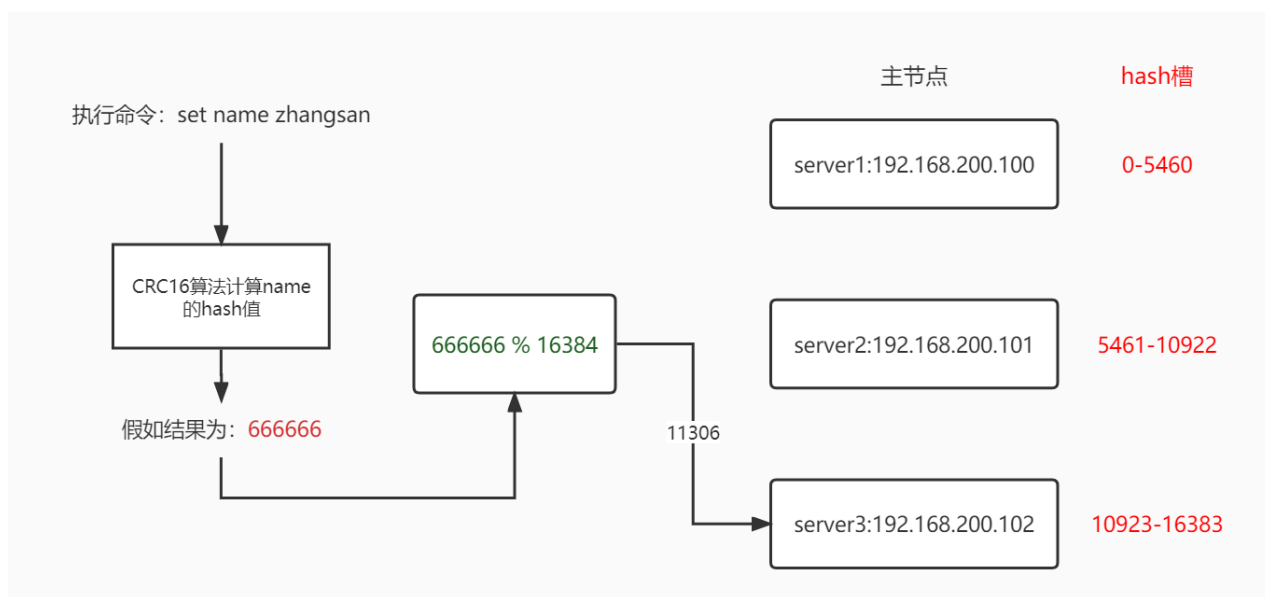 主节点
hash槽
执行命令：set name zhangsan
server1:192.168.200.100
0-5460
CRC16算法计算name
的hash值
666666 % 16384
server2:192.168.200.101
5461-10922
假如结果为：666666
11306
server3:192.168.200.102
10923-16383